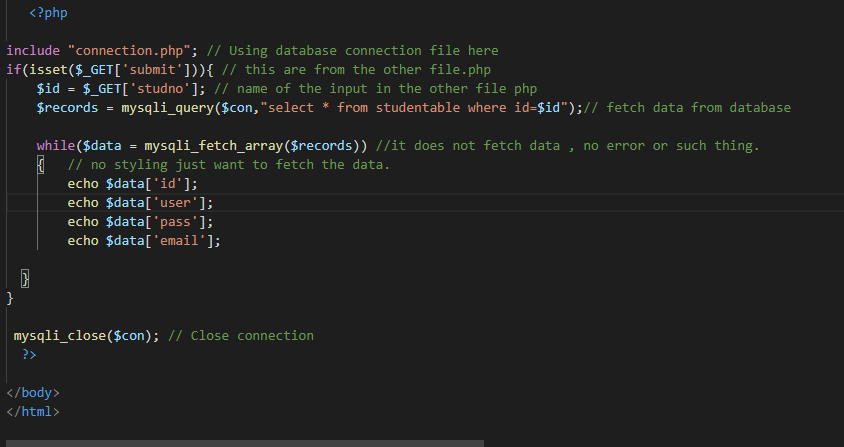 <?php
include "connection.php"; // Using database connection file here
if(isset($_GET['submit'])){ // this are from the other file.php
$id = $_GET['studno']; // name of the input in the other file php
$records = mysqli_query($con,"select * from studentable where id=$id");// fetch data from database
while($data = mysqli_fetch_array($records)) //it does not fetch data , no error or such thing.
{ // no styling just want to fetch the data.
echo $data['id'];
echo $data['user'];
echo $data['pass'];
echo $data['email'];
}
}
mysqli_close($con); // Close connection
?>
</body>
</html>